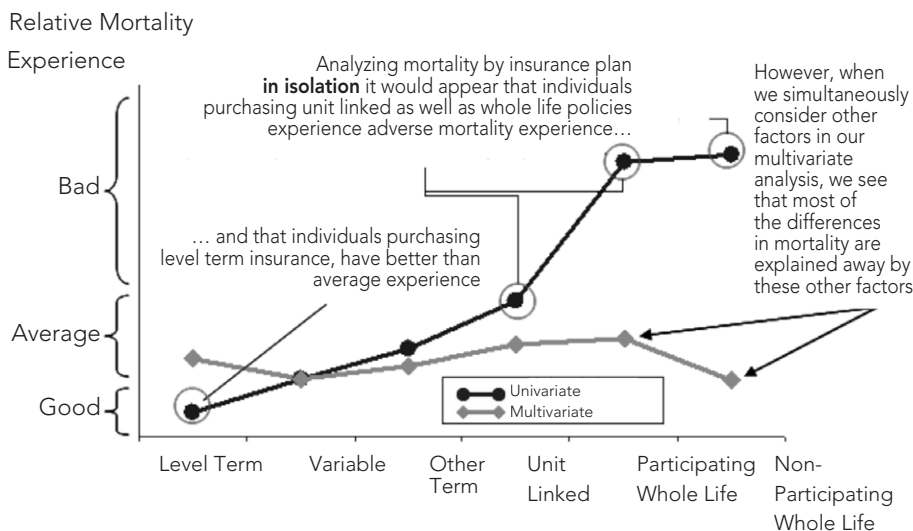 Relative Mortality
Experience
Analyzing mortality by insurance plan
in isolation it would appear that individuals
purchasing unit linked as well as whole life policies
experience adverse mortality experience…
However, when
we simultaneously
consider other
factors in our
multivariate
analysis, we see
that most of
the differences
in mortality are
explained away by
these other factors
Bad
… and that individuals purchasing
level term insurance, have better than
average experience
Average
Good
Univariate
Multivariate
Level Term
Variable
Other
Term
Unit
Linked
Participating
Whole Life
Non-
Participating
Whole Life